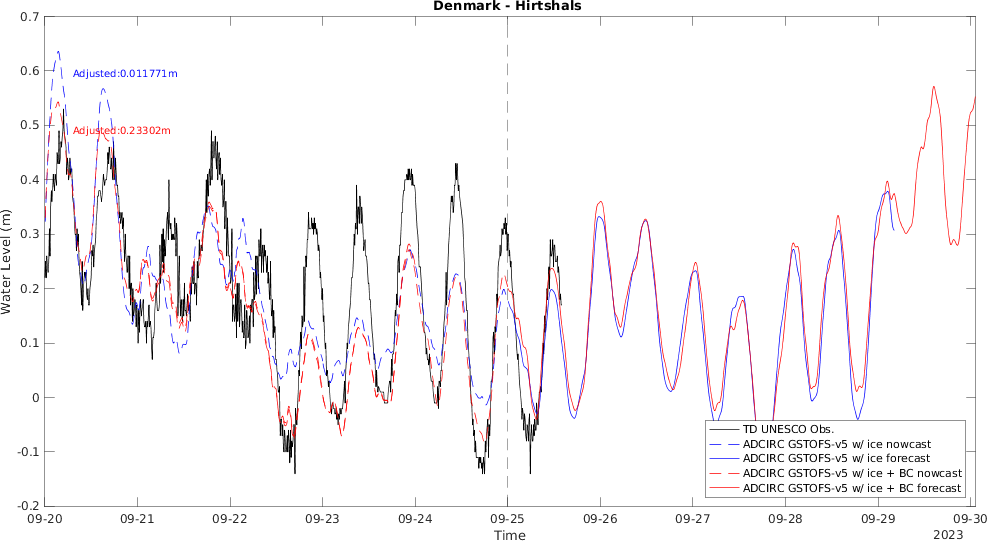 Denmark - Hirtshals
0.7
0.6
0.5
0.4
0.3
0.2
0.1
0
-0.1
-0.2
Water Level (m)
Adjusted:0.011771m
Adjusted:0.23302m
TD UNESCO Obs.
ADCIRC GSTOFS-v5 w/ ice nowcast
ADCIRC GSTOFS-v5 w/ ice forecast
ADCIRC GSTOFS-v5 w/ ice + BC nowcast
ADCIRC GSTOFS-v5 w/ ice + BC forecast
09-20 09-21 09-22 09-23 09-24 09-25 09-26 09-27 09-28 09-29 09-30
Time
2023